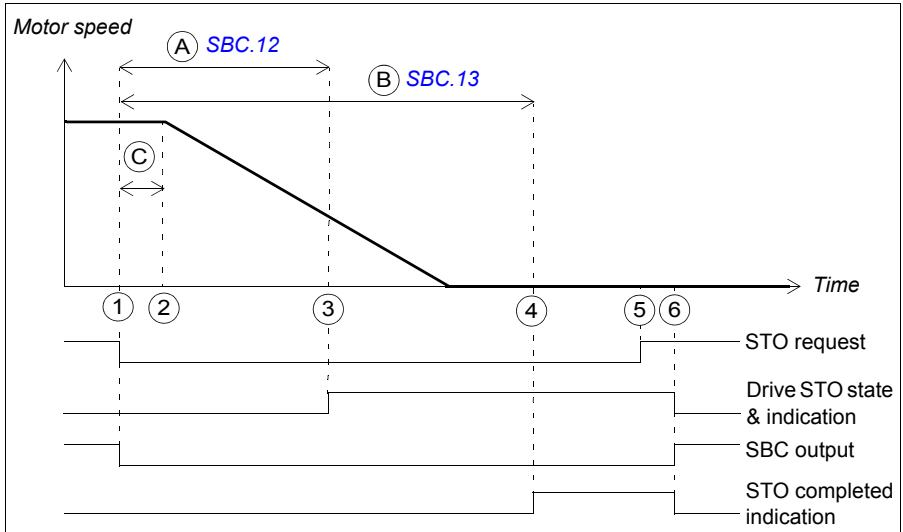 Motor speed
A SBC.12
B SBC.13
C
Time
1 2 3 4 5 6
STO request
Drive STO state
& indication
SBC output
STO completed
indication